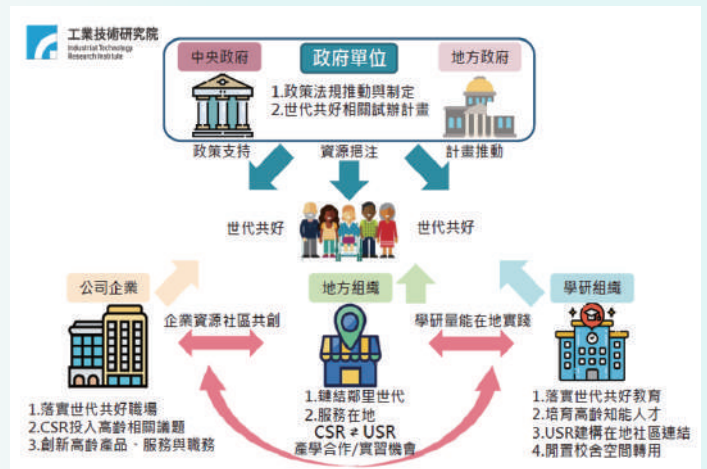 工業技術研究院
Industrial Technology
Research Institute
中央政府
政府單位
地方政府
1.政策法規推動與制定
2.世代共好相關試辦計畫
政策支持
資源挹注
計畫推動
世代共好
世代共好
公司企業
地方組織
學研組織
企業資源社區共創
學研量能在地實踐
1.落實世代共好職場
2.CSR投入高齡相關議題
3.創新高齡產品、服務與職務
1.鏈結鄰里世代
2.服務在地
CSR ⇄ USR
產學合作/實習機會
1.落實世代共好教育
2.培育高齡知能人才
3.USR建構在地社區連結
4.閒置校舍空間轉用